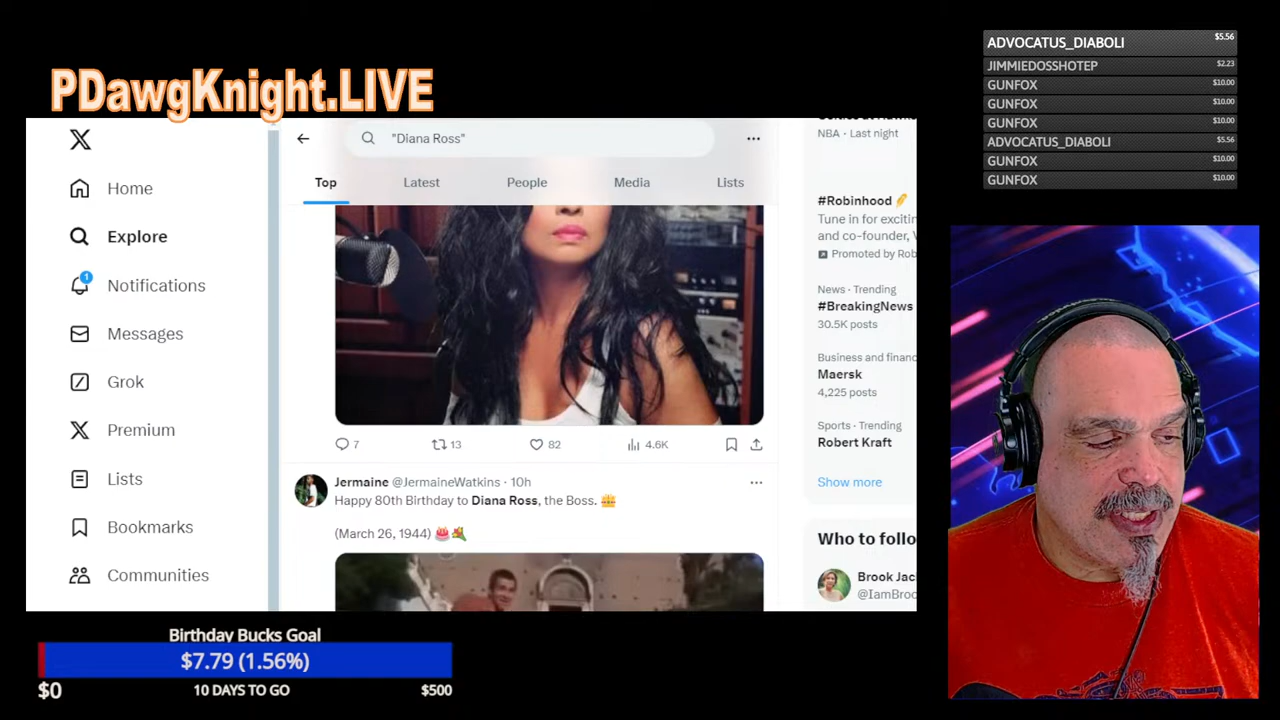 PDawgKnight.LIVE
Home
Explore
1
Notifications
Messages
Grok
Premium
Lists
Bookmarks
Communities
"Diana Ross"
Top Latest People Media Lists
7 13 82 4.6K
Jermaine @JermaineWatkins · 10h
Happy 80th Birthday to Diana Ross, the Boss.
(March 26, 1944)
NBA · Last night
#Robinhood
Tune in for excitin
and co-founder, V
Promoted by Rob
News · Trending
#BreakingNews
30.5K posts
Business and financ
Maersk
4,225 posts
Sports · Trending
Robert Kraft
Show more
Who to follo
Brook Jac
@IamBroo
ADVOCATUS_DIABOLI $5.56
JIMMIEDOSSHOTEP $2.23
GUNFOX $10.00
GUNFOX $10.00
GUNFOX $10.00
ADVOCATUS_DIABOLI $5.56
GUNFOX $10.00
GUNFOX $10.00
Birthday Bucks Goal
$7.79 (1.56%)
$0 10 DAYS TO GO $500